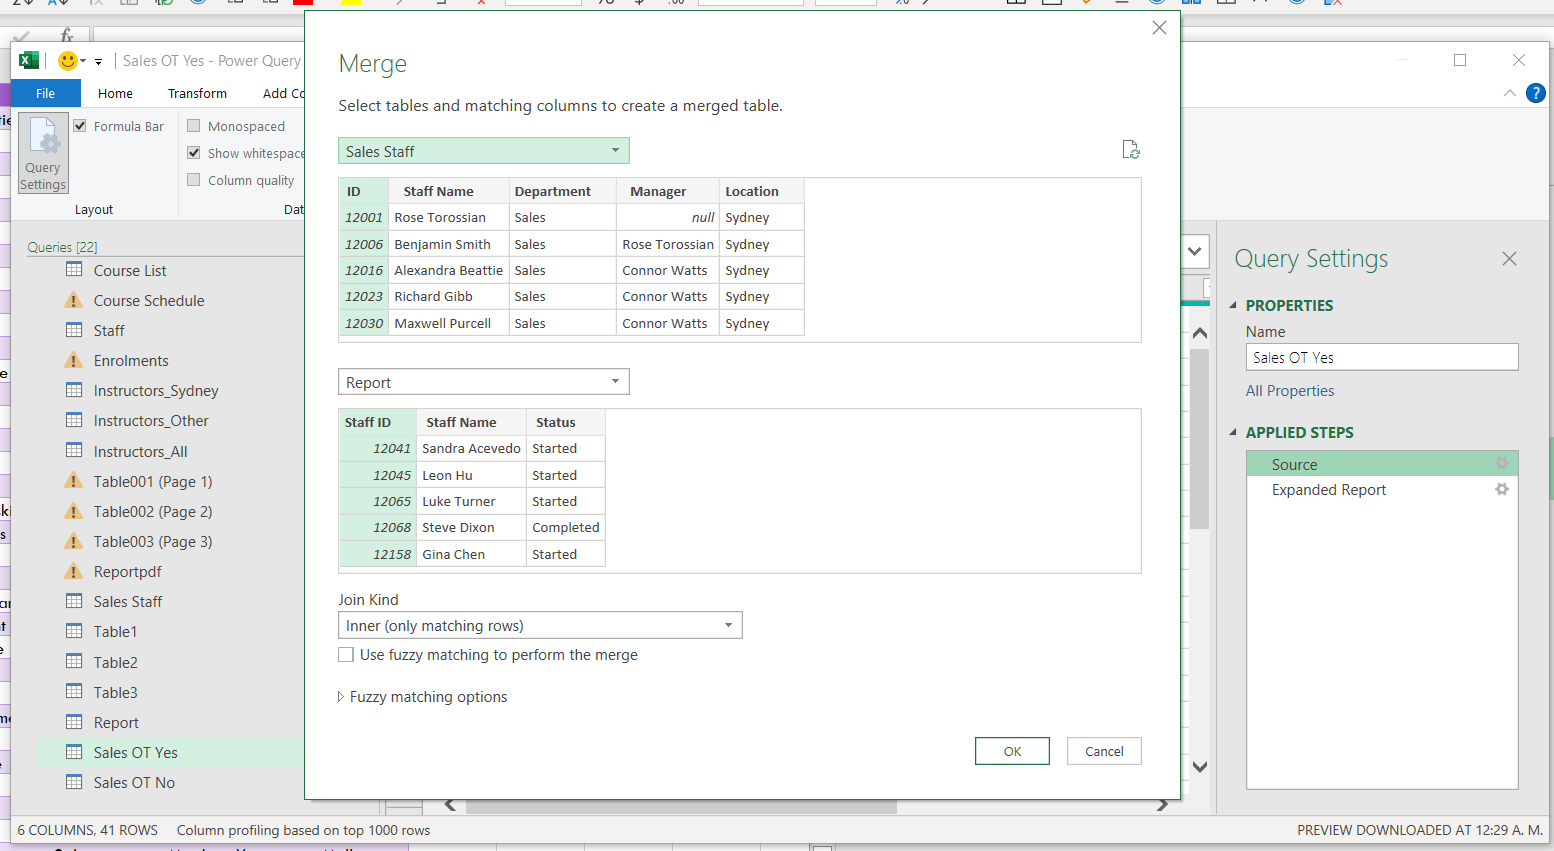 fx
Sales OT Yes - Power Query
File Home Transform Add Co
Query Settings
Formula Bar
Monospaced
Show whitespace
Column quality
Layout
Dat
Queries [22]
Course List
Course Schedule
Staff
Enrolments
Instructors_Sydney
Instructors_Other
Instructors_All
Table001 (Page 1)
Table002 (Page 2)
Table003 (Page 3)
Reportpdf
Sales Staff
Table1
Table2
Table3
Report
Sales OT Yes
Sales OT No
Merge
Select tables and matching columns to create a merged table.
Sales Staff
ID Staff Name Department Manager Location
12001 Rose Torossian Sales null Sydney
12006 Benjamin Smith Sales Rose Torossian Sydney
12016 Alexandra Beattie Sales Connor Watts Sydney
12023 Richard Gibb Sales Connor Watts Sydney
12030 Maxwell Purcell Sales Connor Watts Sydney
Report
Staff ID Staff Name Status
12041 Sandra Acevedo Started
12045 Leon Hu Started
12065 Luke Turner Started
12068 Steve Dixon Completed
12158 Gina Chen Started
Join Kind
Inner (only matching rows)
Use fuzzy matching to perform the merge
Fuzzy matching options
OK Cancel
Query Settings
PROPERTIES
Name
Sales OT Yes
All Properties
APPLIED STEPS
Source
Expanded Report
6 COLUMNS, 41 ROWS Column profiling based on top 1000 rows
PREVIEW DOWNLOADED AT 12:29 A. M.